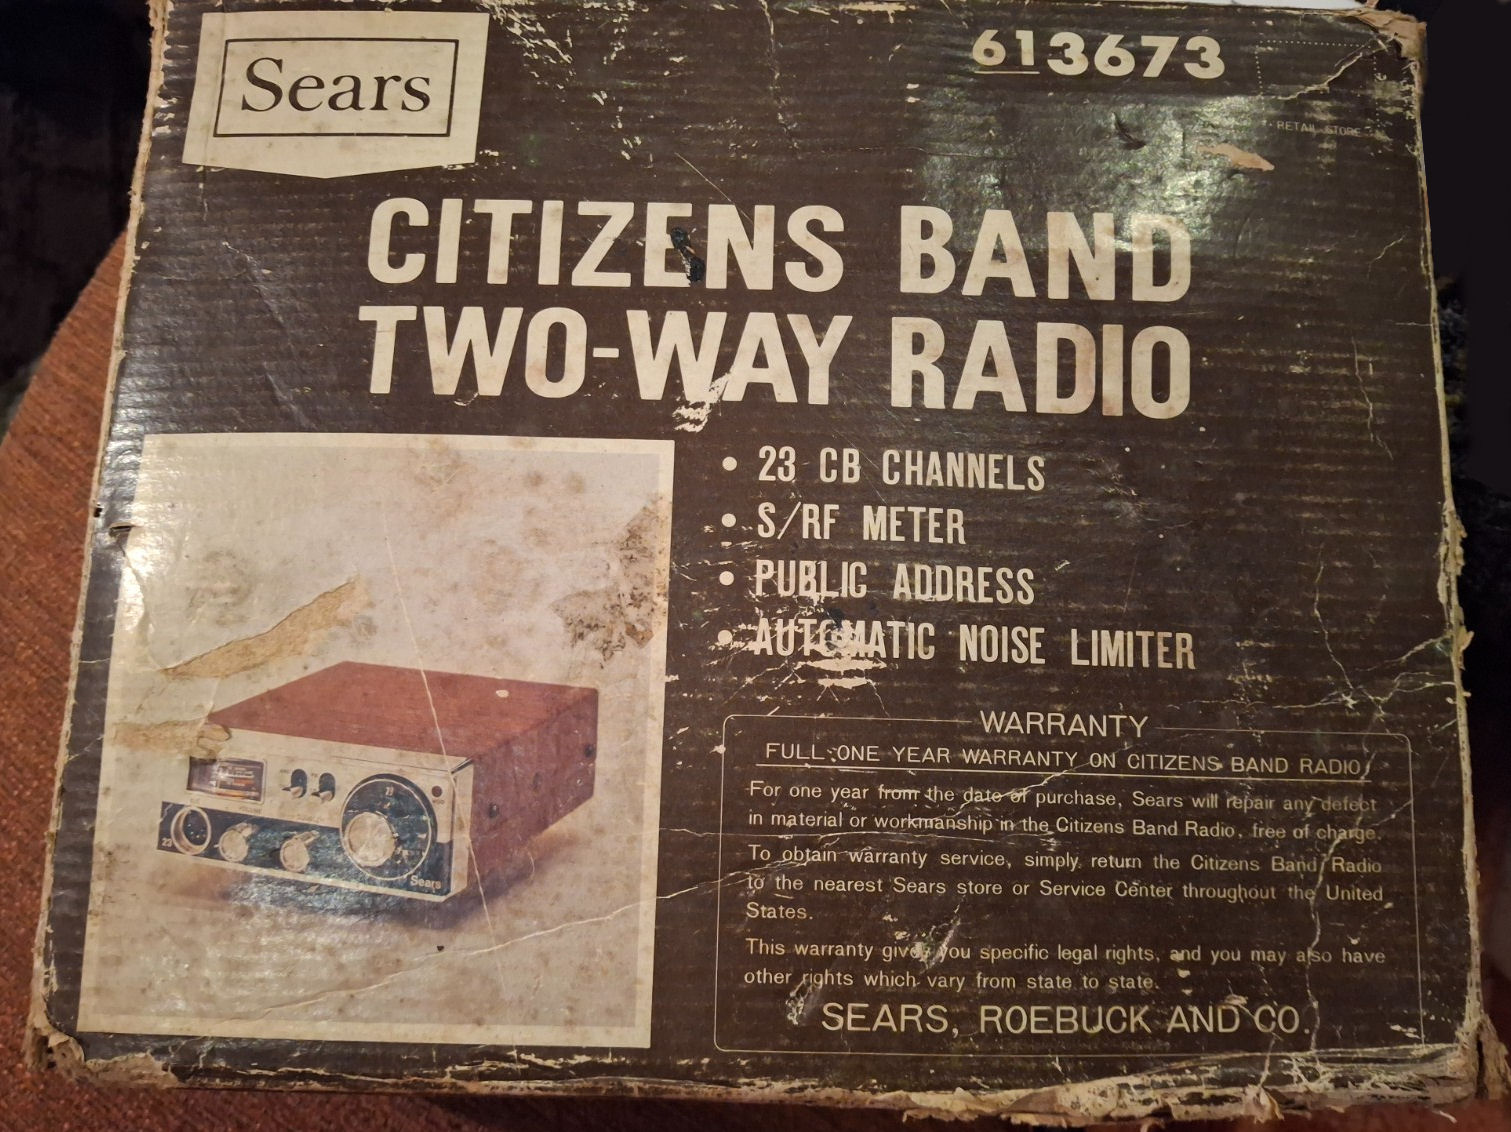 Sears
613673
RETAIL STORE
CITIZENS BAND
TWO-WAY RADIO
• 23 CB CHANNELS
• S/RF METER
• PUBLIC ADDRESS
• AUTOMATIC NOISE LIMITER
WARRANTY
FULL ONE YEAR WARRANTY ON CITIZENS BAND RADIO
For one year from the date of purchase, Sears will repair any defect
in material or workmanship in the Citizens Band Radio, free of charge.
To obtain warranty service, simply return the Citizens Band Radio
to the nearest Sears store or Service Center throughout the United
States.
This warranty gives you specific legal rights, and you may also have
other rights which vary from state to state.
SEARS, ROEBUCK AND CO.
23
Sears